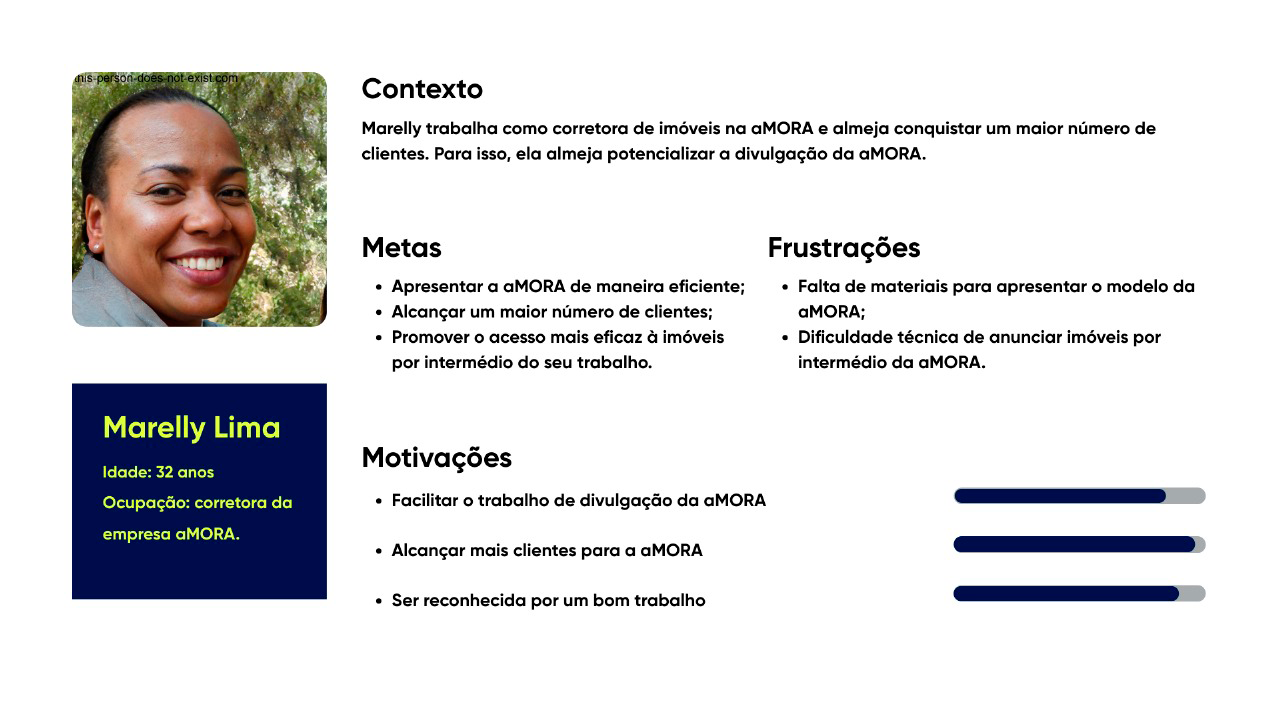 his-person-does-not-exist.com
Contexto
Marelly trabalha como corretora de imóveis na aMORA e almeja conquistar um maior número de
clientes. Para isso, ela almeja potencializar a divulgação da aMORA.
Metas
• Apresentar a aMORA de maneira eficiente;
• Alcançar um maior número de clientes;
• Promover o acesso mais eficaz à imóveis
por intermédio do seu trabalho.
Frustrações
• Falta de materiais para apresentar o modelo da
aMORA;
• Dificuldade técnica de anunciar imóveis por
intermédio da aMORA.
Marelly Lima
Idade: 32 anos
Ocupação: corretora da
empresa aMORA.
Motivações
• Facilitar o trabalho de divulgação da aMORA
• Alcançar mais clientes para a aMORA
• Ser reconhecida por um bom trabalho